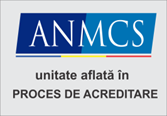 ANMCS
unitate aflată în
PROCES DE ACREDITARE